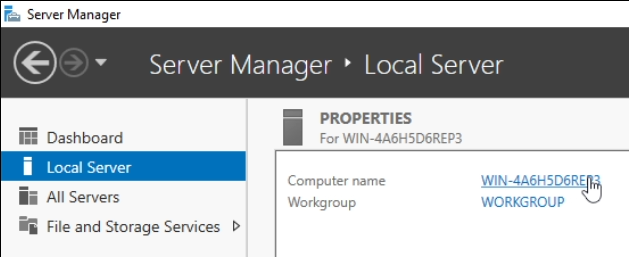 Server Manager
Server Manager ‣ Local Server
Dashboard
Local Server
All Servers
File and Storage Services
PROPERTIES
For WIN-4A6H5D6REP3
Computer name WIN-4A6H5D6REP3
Workgroup WORKGROUP